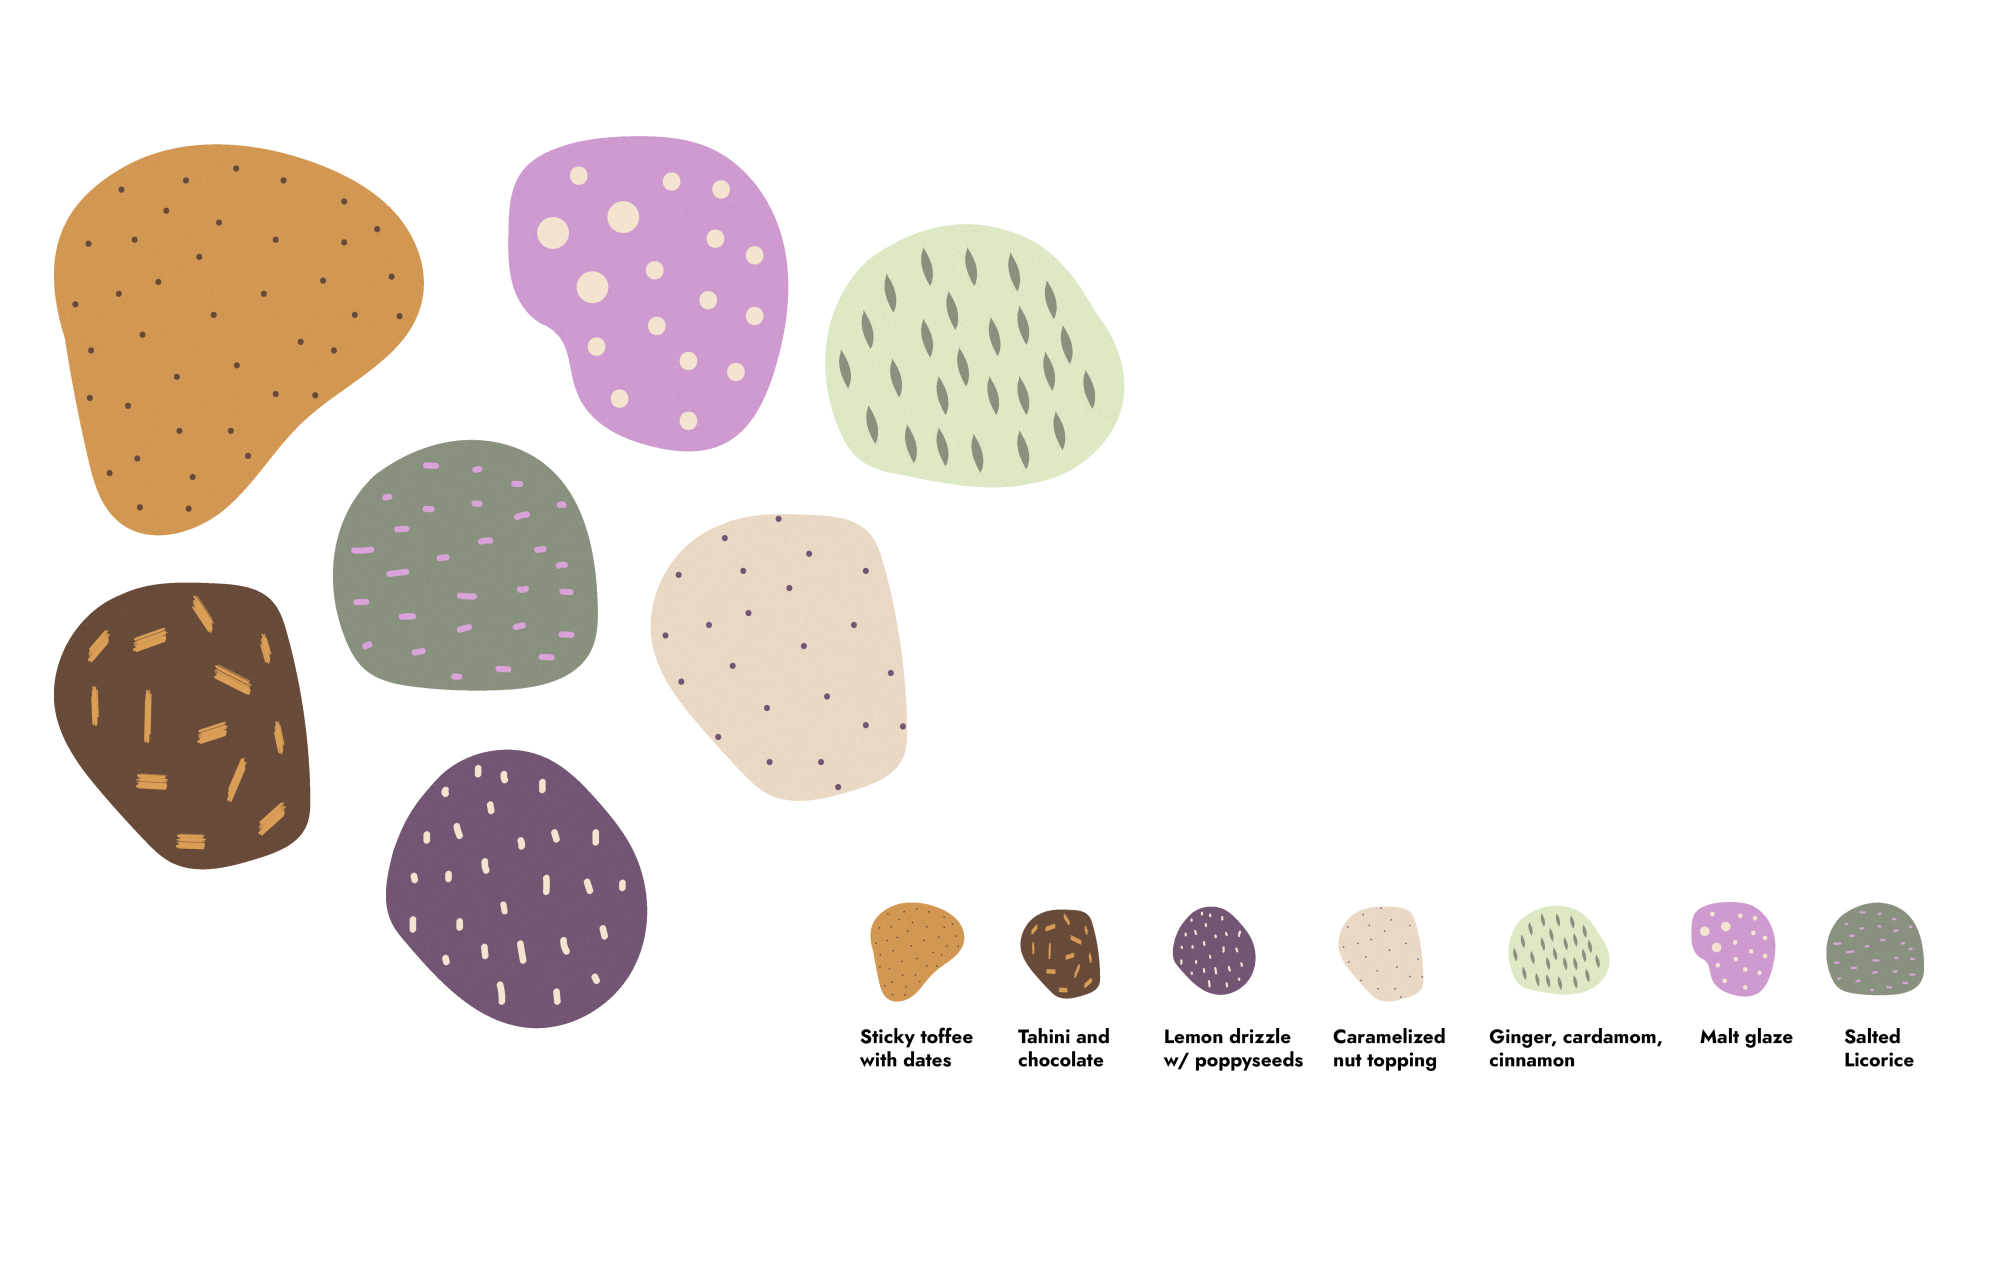 Sticky toffee
with dates
Tahini and
chocolate
Lemon drizzle
w/ poppyseeds
Caramelized
nut topping
Ginger, cardamom,
cinnamon
Malt glaze
Salted
Licorice